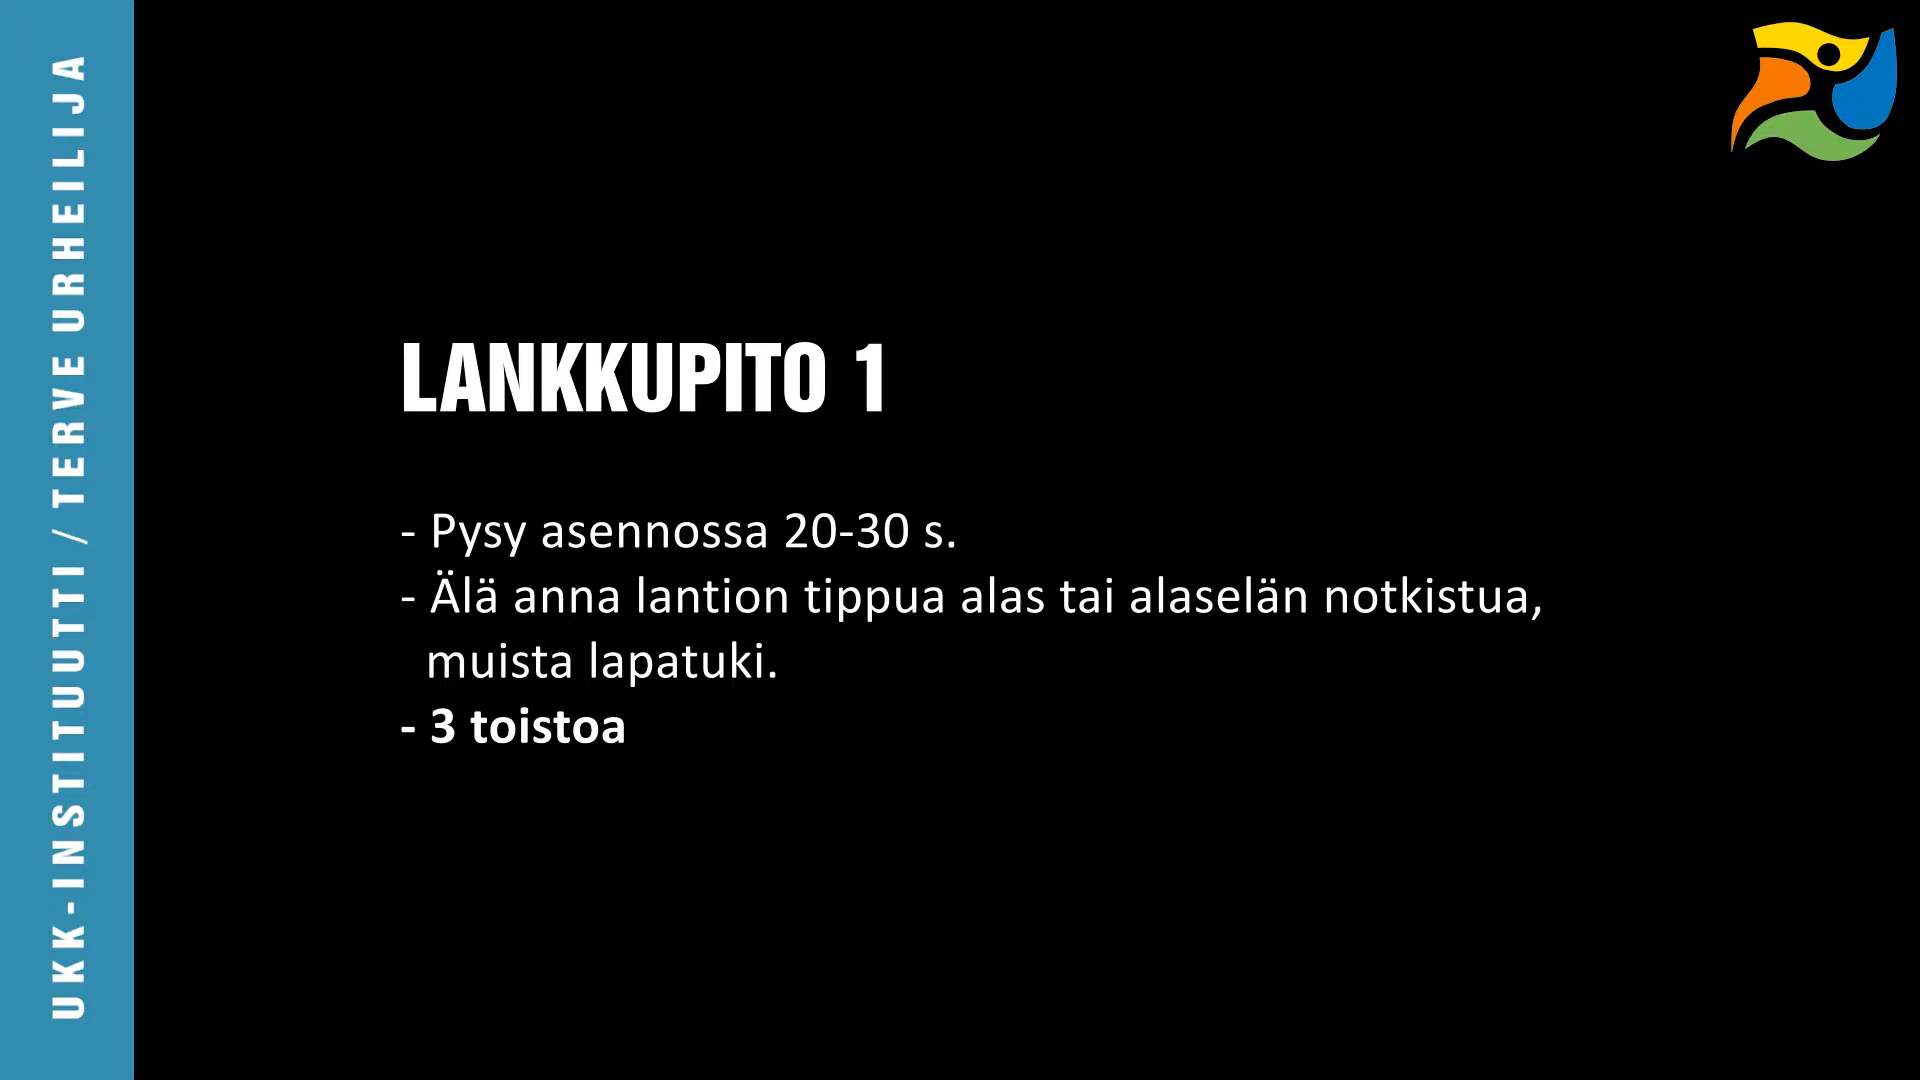 UKK-INSTITUUTTI / TERVE URHEILIJA
LANKKUPITO 1
- Pysy asennossa 20-30 s.
- Älä anna lantion tippua alas tai alaselän notkistua,
muista lapatuki.
- 3 toistoa